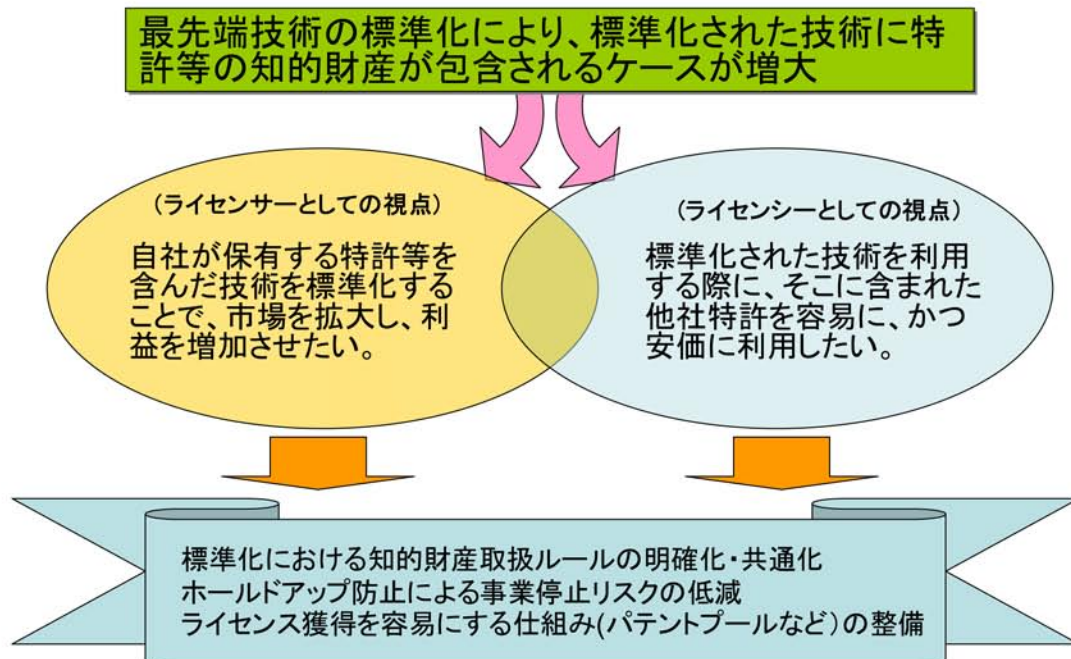 最先端技術の標準化により、標準化された技術に特
許等の知的財産が包含されるケースが増大
(ライセンサーとしての視点)
自社が保有する特許等を
含んだ技術を標準化する
ことで、市場を拡大し、利
益を増加させたい。
(ライセンシーとしての視点)
標準化された技術を利用
する際に、そこに含まれた
他社特許を容易に、かつ
安価に利用したい。
標準化における知的財産取扱ルールの明確化・共通化
ホールドアップ防止による事業停止リスクの低減
ライセンス獲得を容易にする仕組み(パテントプールなど)の整備